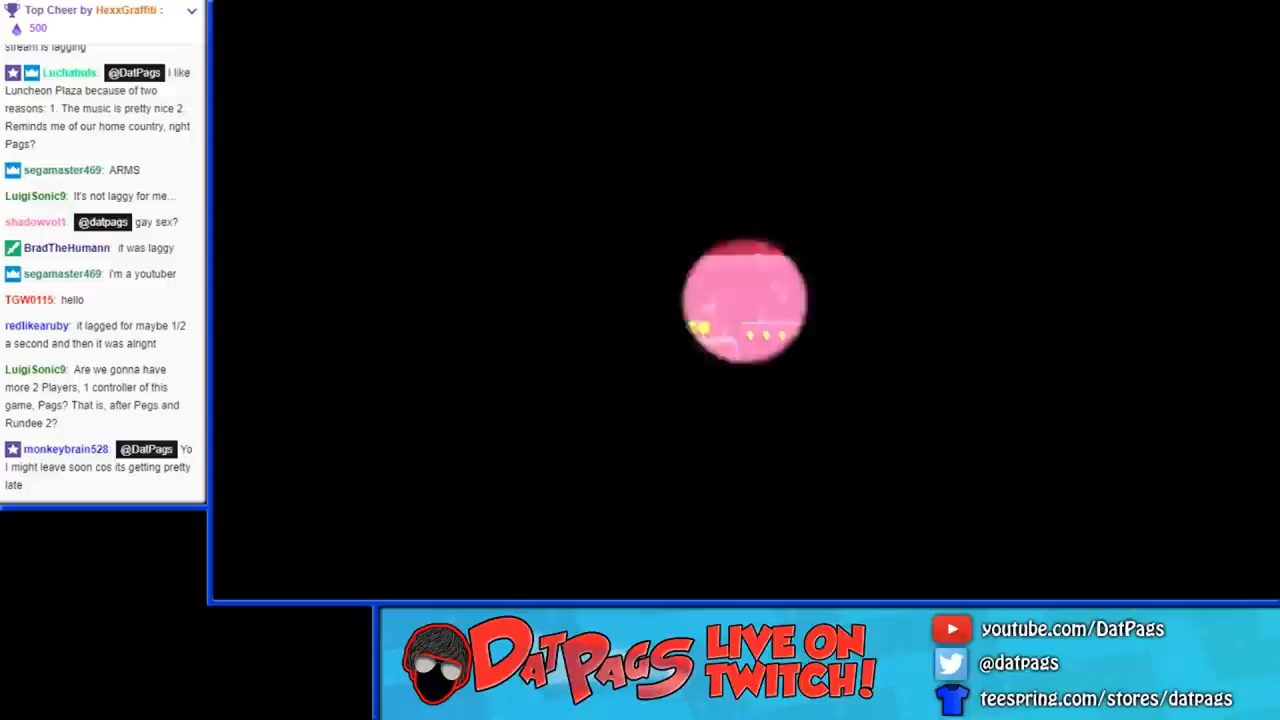 Top Cheer by HexxGraffiti :
500
stream is lagging
Luchabuls: @DatPags I like
Luncheon Plaza because of two
reasons: 1. The music is pretty nice 2.
Reminds me of our home country, right
Pags?
segamaster469: ARMS
LuigiSonic9: It's not laggy for me...
shadowvolt1: @datpags gay sex?
BradTheHumann: it was laggy
segamaster469: i'm a youtuber
TGW0115: hello
redlikearuby: it lagged for maybe 1/2
a second and then it was alright
LuigiSonic9: Are we gonna have
more 2 Players, 1 controller of this
game, Pags? That is, after Pegs and
Rundee 2?
monkeybrain528: @DatPags Yo
I might leave soon cos its getting pretty
late
DATPAGS LIVE ON
TWITCH!
youtube.com/DatPags
@datpags
teespring.com/stores/datpags